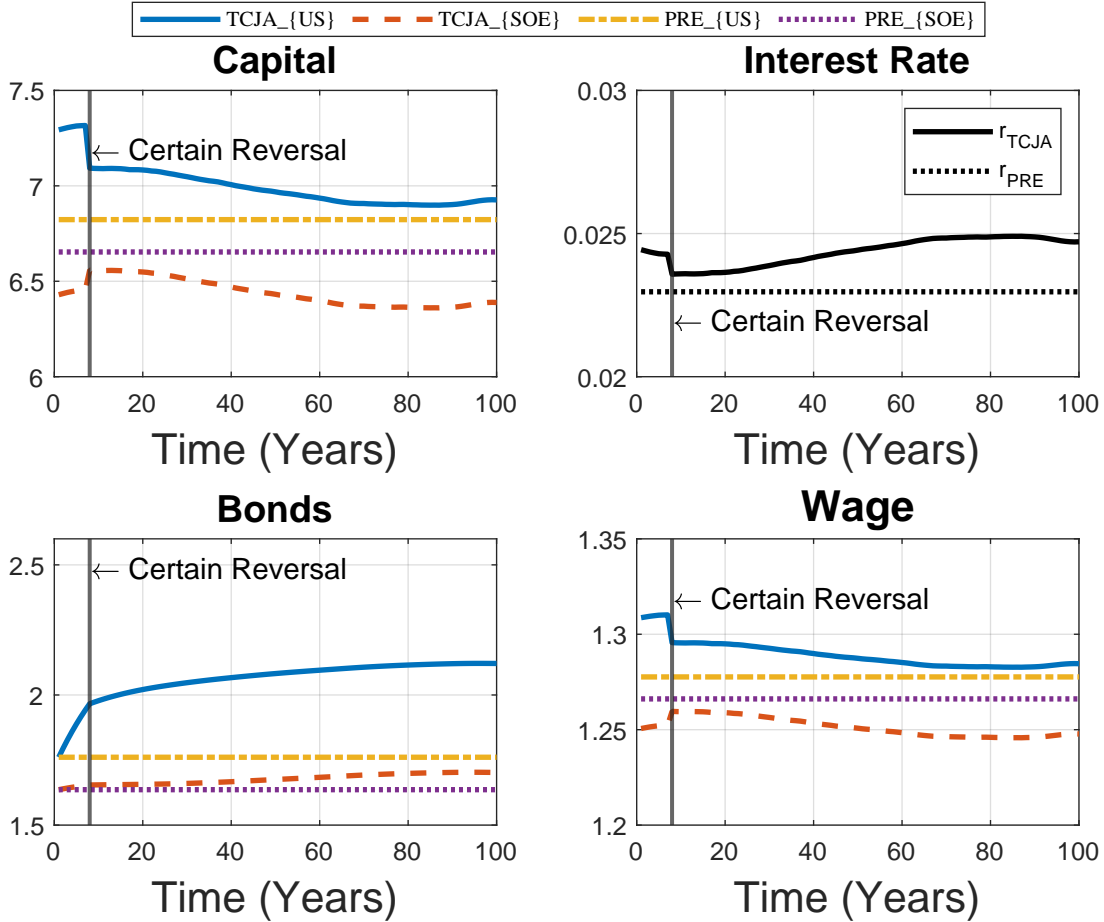 TCJA_{US} TCJA_{SOE} PRE_{US} PRE_{SOE}
Capital
7.5
7
6.5
6
← Certain Reversal
0 20 40 60 80 100
Time (Years)
Interest Rate
0.03
0.025
0.02
r_TCJA
r_PRE
← Certain Reversal
0 20 40 60 80 100
Time (Years)
Bonds
2.5
2
1.5
← Certain Reversal
0 20 40 60 80 100
Time (Years)
Wage
1.35
1.3
1.25
1.2
← Certain Reversal
0 20 40 60 80 100
Time (Years)